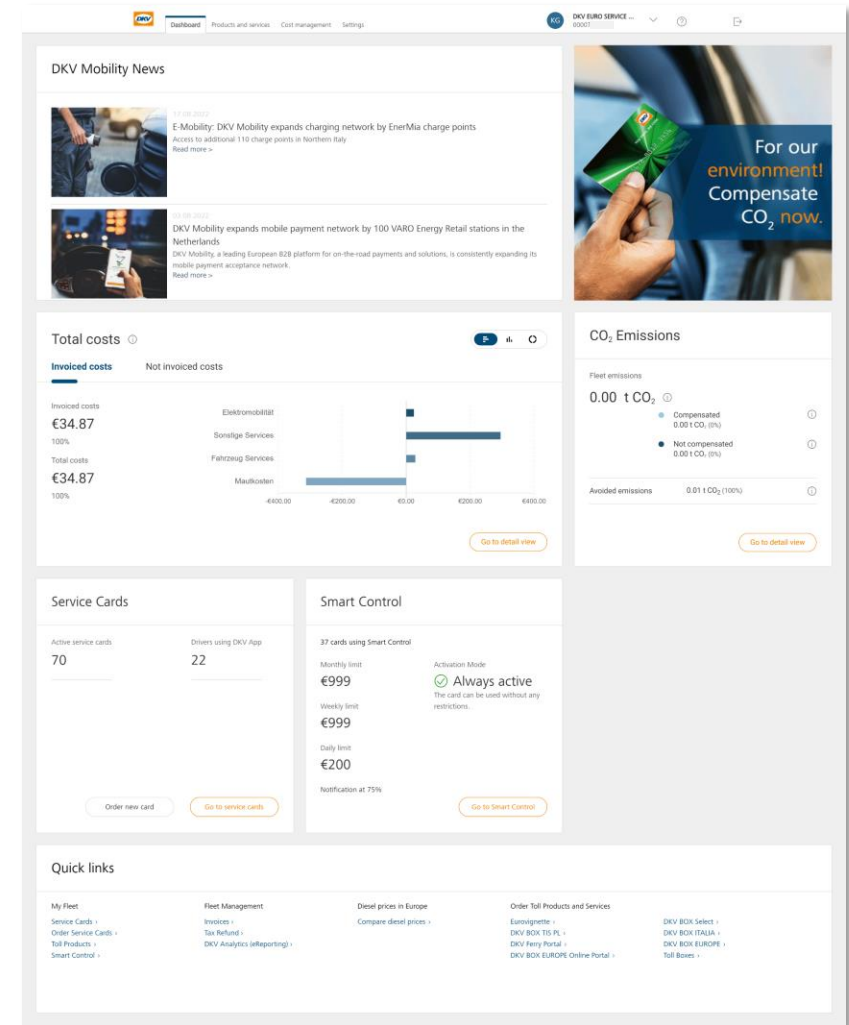 DKV
Dashboard
Products and services
Cost management
Settings
KG
DKV EURO SERVICE ...
00001
DKV Mobility News
17.08.2022
E-Mobility: DKV Mobility expands charging network by EnerMia charge points
Access to additional 110 charge points in Northern Italy
Read more >
DKV Mobility expands mobile payment network by 100 VARO Energy Retail stations in the
Netherlands
DKV Mobility, a leading European B2B platform for on-the-road payments and solutions, is consistently expanding its
mobile payment acceptance network.
Read more >
For our
environment!
Compensate
CO2 now.
Total costs
Invoiced costs
Not invoiced costs
Invoiced costs
€34.87
100%
Total costs
€34.87
100%
Elektromobilität
Sonstige Services
Fahrzeug Services
Mautkosten
-€400.00
-€200.00
€0.00
€200.00
€400.00
Go to detail view
CO2 Emissions
Fleet emissions
0.00 t CO2
Compensated
0.00 t CO2 (0%)
Not compensated
0.00 t CO2 (0%)
Avoided emissions
0.01 t CO2 (100%)
Go to detail view
Service Cards
Active service cards
70
Drivers using DKV App
22
Order new card
Go to service cards
Smart Control
37 cards using Smart Control
Monthly limit
€999
Weekly limit
€999
Daily limit
€200
Notification at 75%
Activation Mode
Always active
The card can be used without any
restrictions.
Go to Smart Control
Quick links
My Fleet
Service Cards ›
Order Service Cards ›
Toll Products ›
Smart Control ›
Fleet Management
Invoices ›
Tax Refund ›
DKV Analytics (eReporting) ›
Diesel prices in Europe
Compare diesel prices ›
Order Toll Products and Services
Eurovignette ›
DKV BOX TIS PL ›
DKV Ferry Portal ›
DKV BOX EUROPE Online Portal ›
DKV BOX Select ›
DKV BOX ITALIA ›
DKV BOX EUROPE ›
Toll Boxes ›